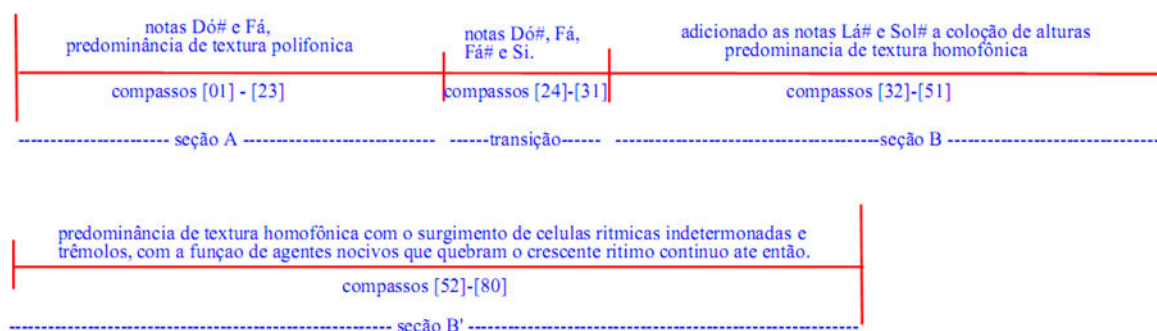 notas Dó# e Fá,
predominância de textura polifonica
notas Dó#, Fá,
Fá# e Si.
adicionado as notas Lá# e Sol# a coloção de alturas
predominancia de textura homofônica
compassos [01] - [23]
compassos [24]-[31]
compassos [32]-[51]
seção A
transição
seção B
predominância de textura homofônica com o surgimento de celulas ritmicas indetermonadas e
trêmolos, com a funçao de agentes nocivos que quebram o crescente ritimo continuo ate então.
compassos [52]-[80]
seção B'